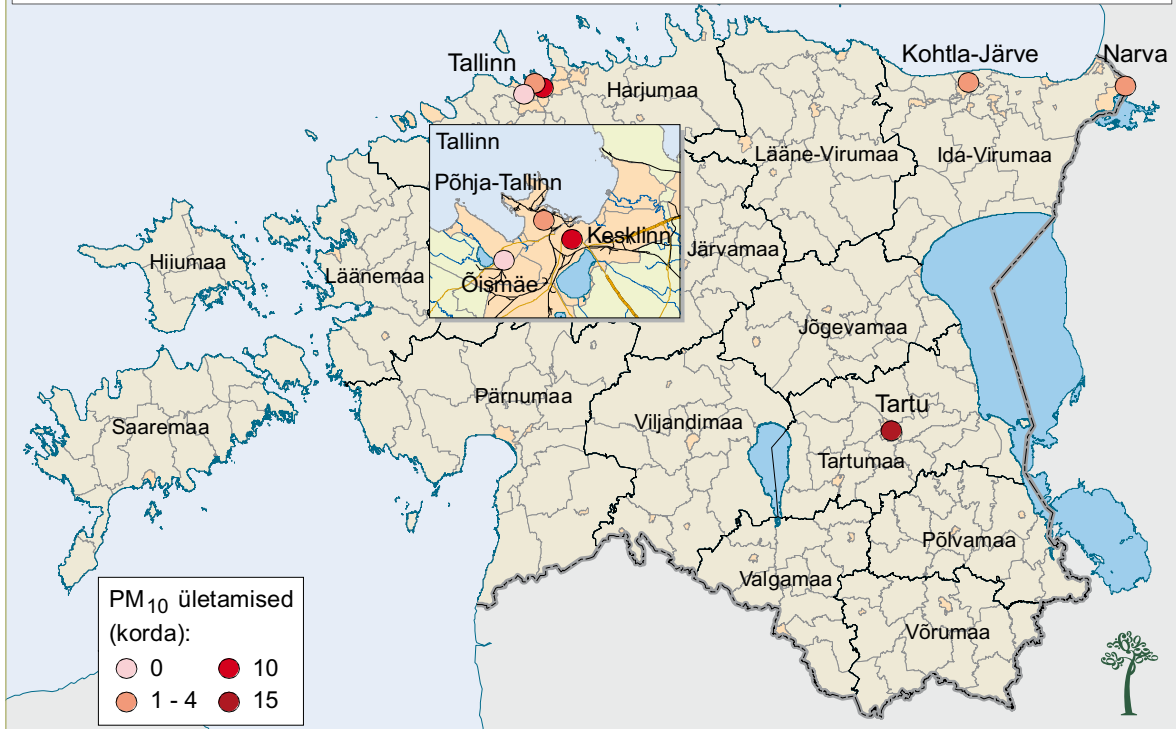 Tallinn
Kohtla-Järve
Narva
Harjumaa
Tallinn
Lääne-Virumaa
Ida-Virumaa
Põhja-Tallinn
Kesklinn
Järvamaa
Hiiumaa
Läänemaa
Õismäe
Jõgevamaa
Pärnumaa
Tartu
Saaremaa
Viljandimaa
Tartumaa
Põlvamaa
Valgamaa
Võrumaa
PM10 ületamised
(korda):
0
10
1 - 4
15